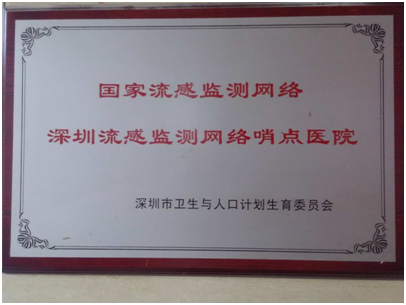 国家流感监测网络
深圳流感监测网络哨点医院
深圳市卫生与人口计划生育委员会